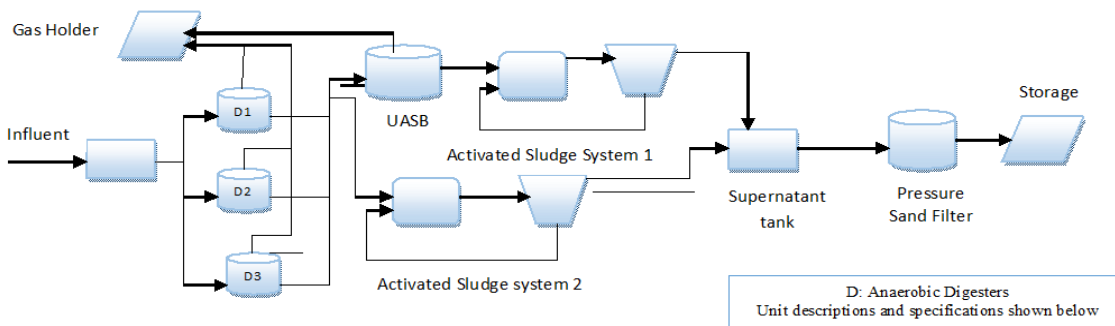 Gas Holder
D1
Influent
D2
D3
UASB
Activated Sludge System 1
Activated Sludge system 2
Supernatant
tank
Pressure
Sand Filter
Storage
D: Anaerobic Digesters
Unit descriptions and specifications shown below